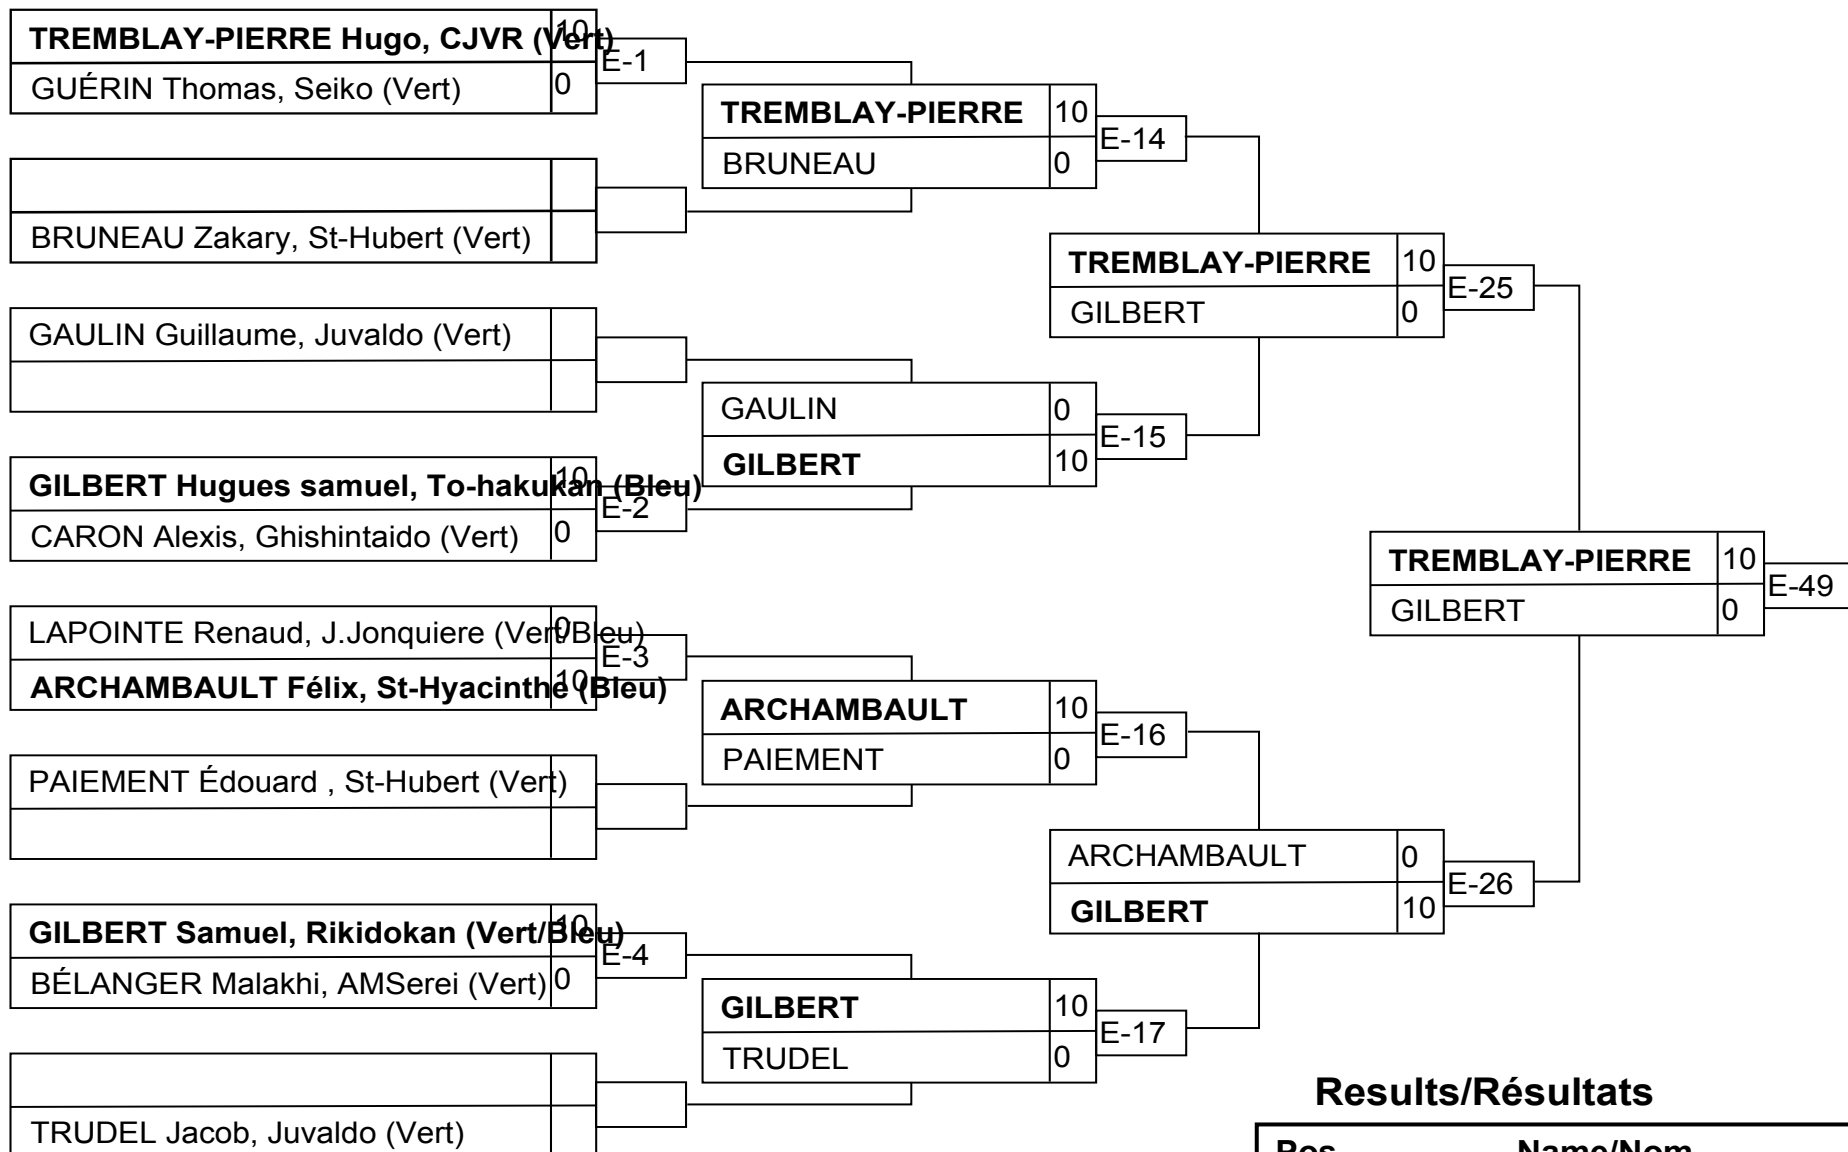 TREMBLAY-PIERRE Hugo, CJVR (Vert) 10
E-1
GUÉRIN Thomas, Seiko (Vert) 0
TREMBLAY-PIERRE 10
E-14
BRUNEAU 0
BRUNEAU Zakary, St-Hubert (Vert)
TREMBLAY-PIERRE 10
E-25
GILBERT 0
GAULIN Guillaume, Juvaldo (Vert)
GAULIN 0
E-15
GILBERT 10
GILBERT Hugues samuel, To-hakukan (Bleu) 10
E-2
CARON Alexis, Ghishintaido (Vert) 0
TREMBLAY-PIERRE 10
E-49
GILBERT 0
LAPOINTE Renaud, J.Jonquiere (Vert/Bleu) 0
E-3
ARCHAMBAULT Félix, St-Hyacinthe (Bleu) 10
ARCHAMBAULT 10
E-16
PAIEMENT 0
PAIEMENT Édouard , St-Hubert (Vert)
ARCHAMBAULT 0
E-26
GILBERT 10
GILBERT Samuel, Rikidokan (Vert/Bleu) 10
E-4
BÉLANGER Malakhi, AMSerei (Vert) 0
GILBERT 10
E-17
TRUDEL 0
TRUDEL Jacob, Juvaldo (Vert)
Results/Résultats
Pos Name/Nom